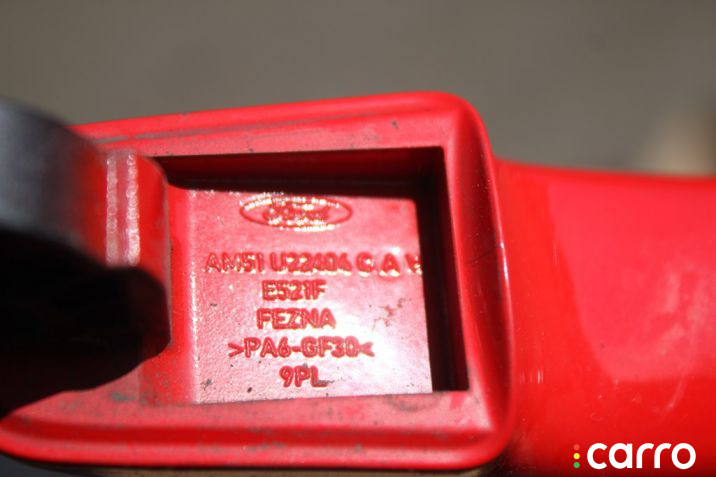 Ford
AM51 U22404 C A
E521F
FEZNA
>PA6-GF30<
9PL
carro